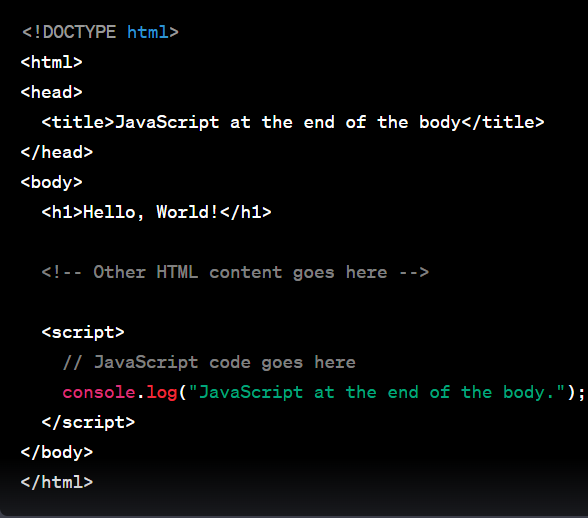 <!DOCTYPE html>
<html>
<head>
  <title>JavaScript at the end of the body</title>
</head>
<body>
  <h1>Hello, World!</h1>

  <!-- Other HTML content goes here -->

  <script>
    // JavaScript code goes here
    console.log("JavaScript at the end of the body.");
  </script>
</body>
</html>